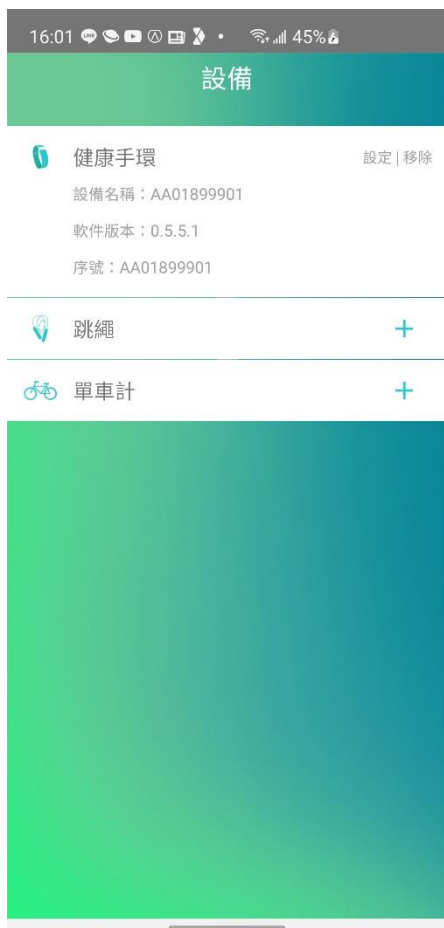 16:01 45%
設備
健康手環 設定 | 移除
設備名稱：AA01899901
軟件版本：0.5.5.1
序號：AA01899901
跳繩 +
單車計 +